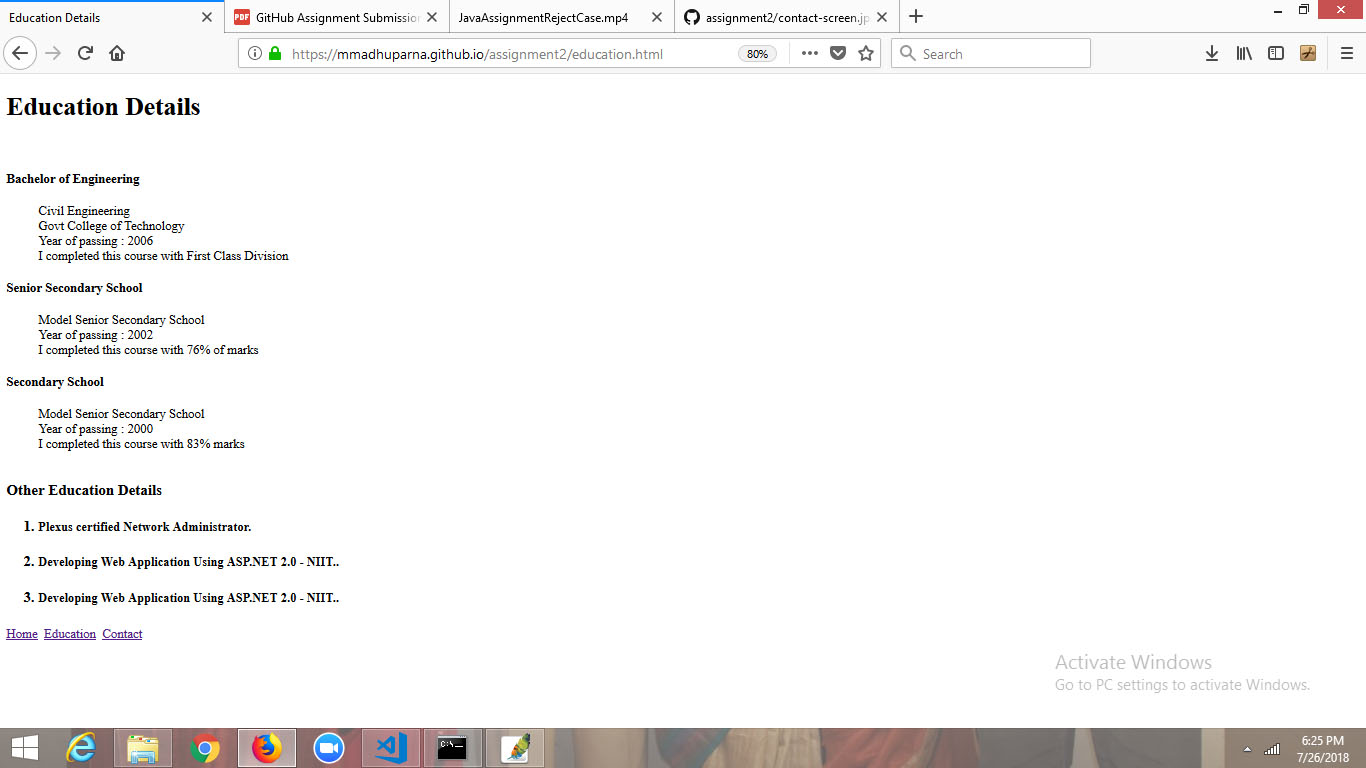 Education Details
PDF GitHub Assignment Submission
JavaAssignmentRejectCase.mp4
assignment2/contact-screen.jp
https://mmadhuparna.github.io/assignment2/education.html
80%
Search
Education Details
Bachelor of Engineering
Civil Engineering
Govt College of Technology
Year of passing : 2006
I completed this course with First Class Division
Senior Secondary School
Model Senior Secondary School
Year of passing : 2002
I completed this course with 76% of marks
Secondary School
Model Senior Secondary School
Year of passing : 2000
I completed this course with 83% marks
Other Education Details
1. Plexus certified Network Administrator.
2. Developing Web Application Using ASP.NET 2.0 - NIIT..
3. Developing Web Application Using ASP.NET 2.0 - NIIT..
Home Education Contact
Activate Windows
Go to PC settings to activate Windows.
C:\
6:25 PM
7/26/2018